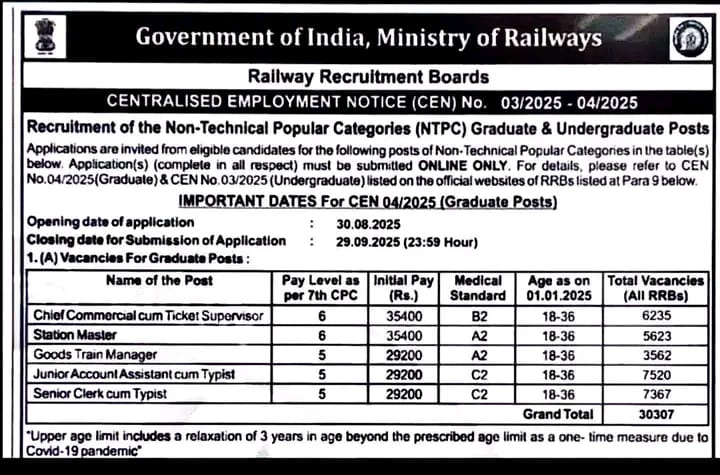 Government of India, Ministry of Railways
Railway Recruitment Boards
CENTRALISED EMPLOYMENT NOTICE (CEN) No. 03/2025 - 04/2025
Recruitment of the Non-Technical Popular Categories (NTPC) Graduate & Undergraduate Posts
Applications are invited from eligible candidates for the following posts of Non-Technical Popular Categories in the table(s)
below. Application(s) (complete in all respect) must be submitted ONLINE ONLY. For details, please refer to CEN
No.04/2025(Graduate) & CEN No.03/2025 (Undergraduate) listed on the official websites of RRBs listed at Para 9 below.
IMPORTANT DATES For CEN 04/2025 (Graduate Posts)
Opening date of application : 30.08.2025
Closing date for Submission of Application : 29.09.2025 (23:59 Hour)
1. (A) Vacancies For Graduate Posts :
Name of the Post Pay Level as per 7th CPC Initial Pay (Rs.) Medical Standard Age as on 01.01.2025 Total Vacancies (All RRBs)
Chief Commercial cum Ticket Supervisor 6 35400 B2 18-36 6235
Station Master 6 35400 A2 18-36 5623
Goods Train Manager 5 29200 A2 18-36 3562
Junior Account Assistant cum Typist 5 29200 C2 18-36 7520
Senior Clerk cum Typist 5 29200 C2 18-36 7367
Grand Total 30307
"Upper age limit includes a relaxation of 3 years in age beyond the prescribed age limit as a one- time measure due to
Covid-19 pandemic"